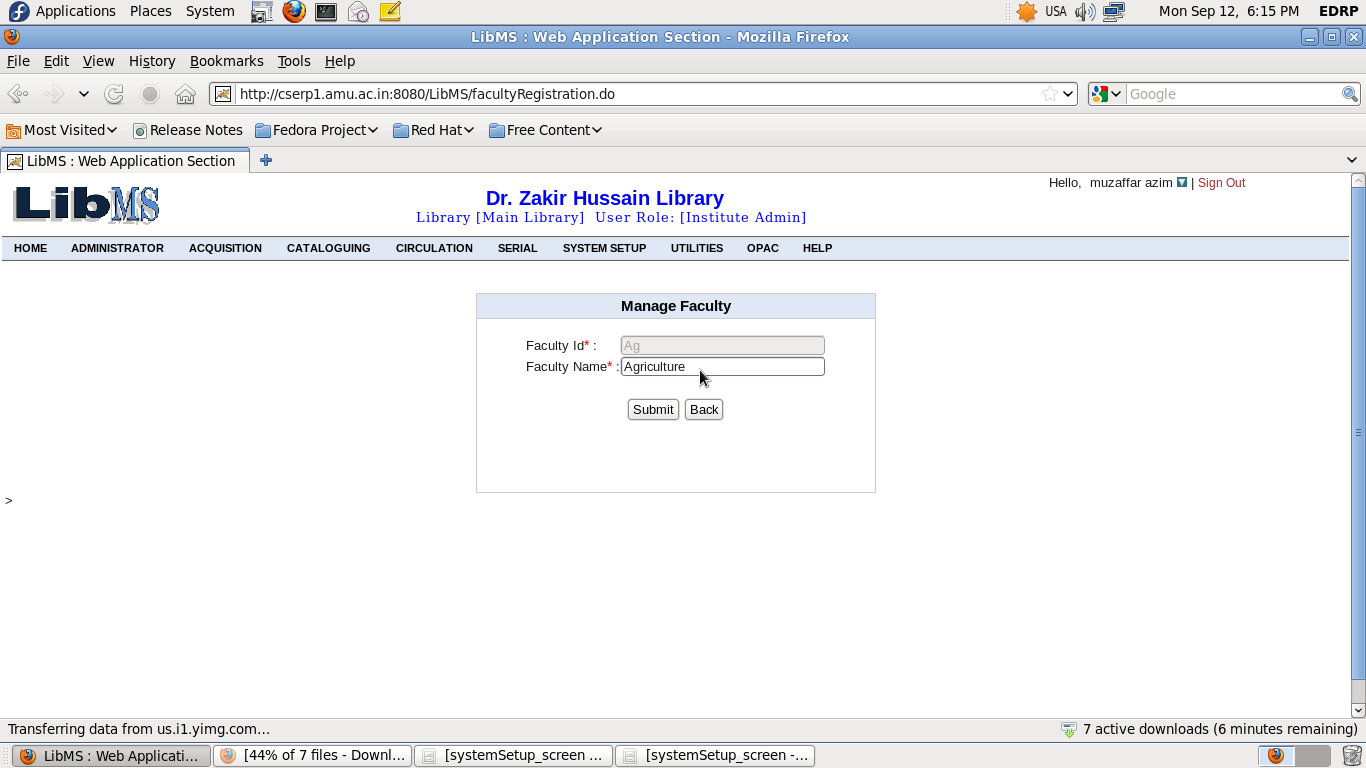 Applications Places System USA Mon Sep 12, 6:15 PM EDRP
LibMS : Web Application Section - Mozilla Firefox
File Edit View History Bookmarks Tools Help
http://cserp1.amu.ac.in:8080/LibMS/facultyRegistration.do Google
Most Visited Release Notes Fedora Project Red Hat Free Content
LibMS : Web Application Section
Hello, muzaffar azim | Sign Out
LibMS
Dr. Zakir Hussain Library
Library [Main Library] User Role: [Institute Admin]
HOME ADMINISTRATOR ACQUISITION CATALOGUING CIRCULATION SERIAL SYSTEM SETUP UTILITIES OPAC HELP
Manage Faculty
Faculty Id* : Ag
Faculty Name* : Agriculture
Submit Back
>
Transferring data from us.i1.yimg.com... 7 active downloads (6 minutes remaining)
LibMS : Web Applicati... [44% of 7 files - Downl... [systemSetup_screen ... [systemSetup_screen -...